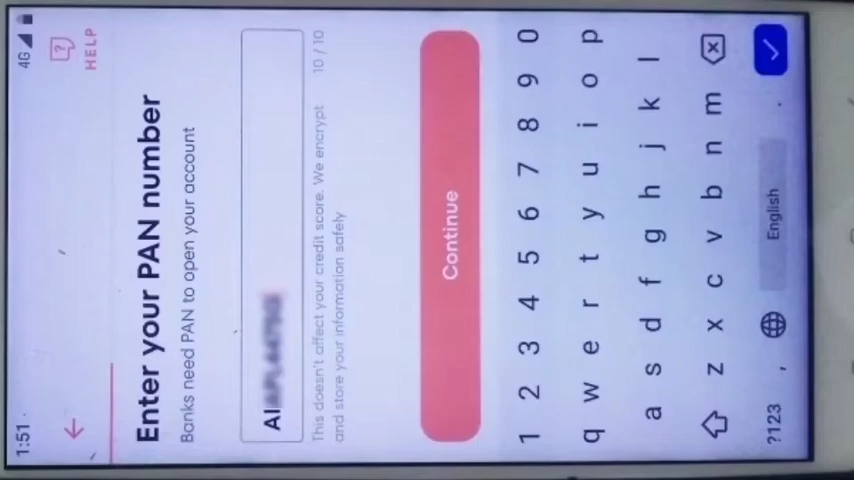 1:51
4G
HELP
Enter your PAN number
Banks need PAN to open your account
AI
This doesn't affect your credit score. We encrypt
and store your information safely
10 / 10
Continue
1 2 3 4 5 6 7 8 9 0
q w e r t y u i o p
a s d f g h j k l
z x c v b n m
?123 , English .